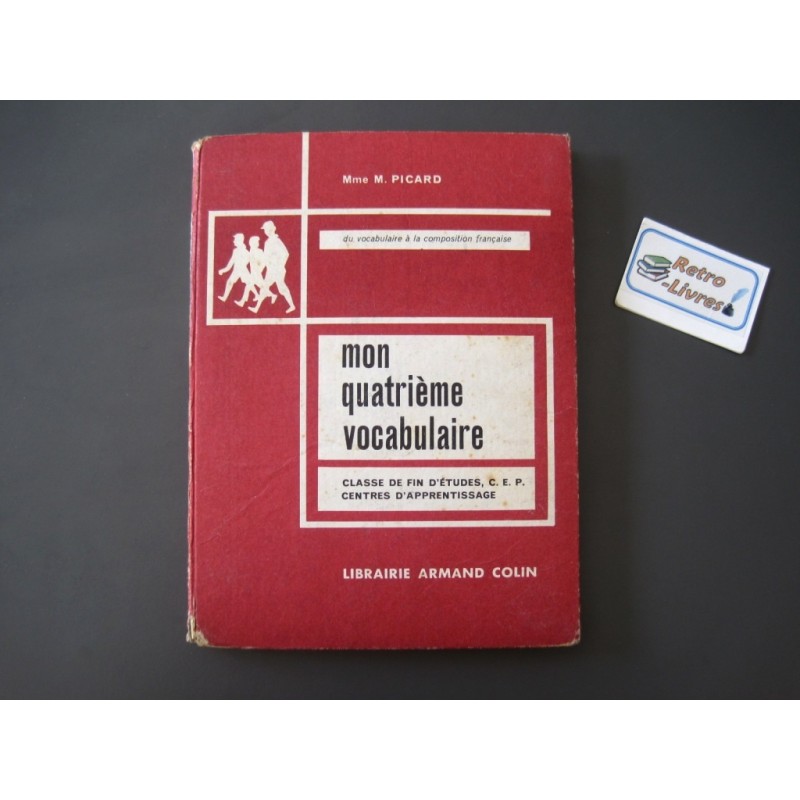 Mme M. PICARD
du vocabulaire à la composition française
mon
quatrième
vocabulaire
CLASSE DE FIN D'ÉTUDES, C. E. P.
CENTRES D'APPRENTISSAGE
LIBRAIRIE ARMAND COLIN
Retro
-Livres